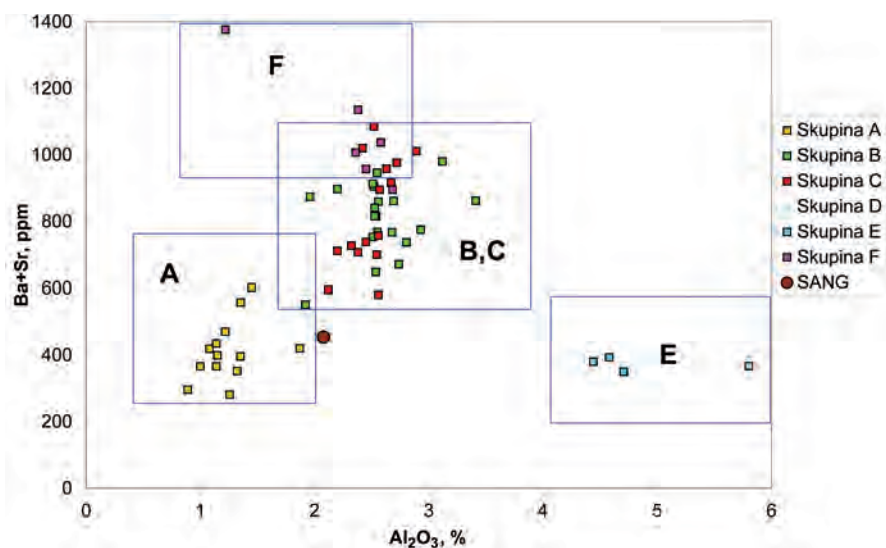 1400
1200
1000
800
600
400
200
0
Ba+Sr, ppm
F
A
B,C
E
0 1 2 3 4 5 6
Al₂O₃, %
Skupina A
Skupina B
Skupina C
Skupina D
Skupina E
Skupina F
SANG